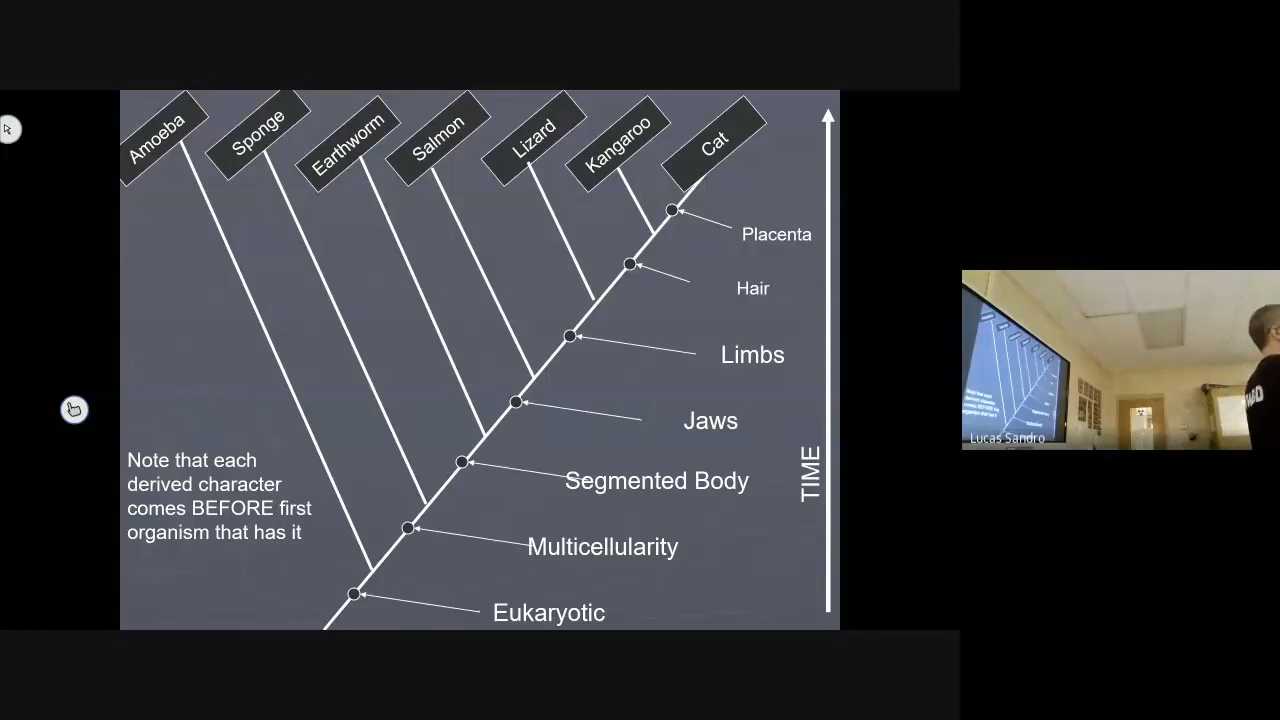 Amoeba
Sponge
Earthworm
Salmon
Lizard
Kangaroo
Cat
Placenta
Hair
Limbs
Jaws
Segmented Body
Multicellularity
Eukaryotic
TIME
Note that each
derived character
comes BEFORE first
organism that has it
Lucas Sandro